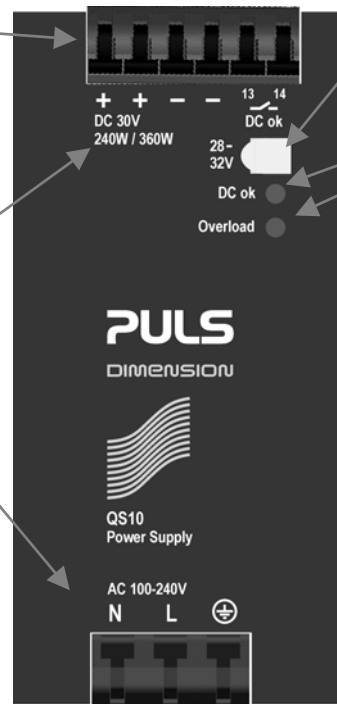 + + – – 13 14
DC 30V
240W / 360W
DC ok
28–
32V
DC ok
Overload
PULS
DIMENSION
QS10
Power Supply
AC 100-240V
N L